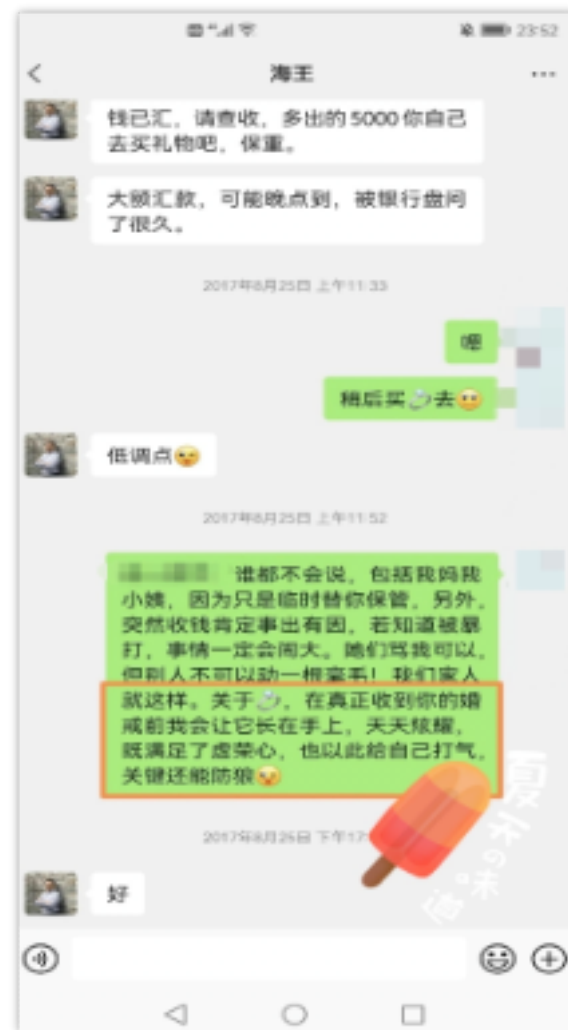 23:52
海王
钱已汇，请查收，多出的5000你自己
去买礼物吧，保重。
大额汇款，可能晚点到，被银行盘问
了很久。
2017年8月25日 上午11:33
嗯
稍后买💍去😶
低调点😜
2017年8月25日 上午11:52
谁都不会说，包括我妈我
小姨，因为只是临时替你保管，另外，
突然收钱肯定事出有因，若知道被暴
打，事情一定会闹大。她们骂我可以，
但别人不可以动一根毫毛！我们家人
就这样。关于💍，在真正收到你的婚
戒前我会让它长在手上，天天炫耀，
既满足了虚荣心，也以此给自己打气，
关键还能防狼😜
2017年8月26日 下午17
好
夏天の味道